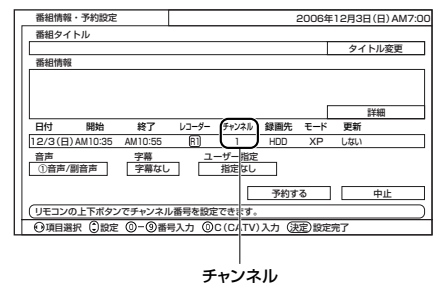 番組情報・予約設定 2006年12月3日(日)AM7:00
番組タイトル
タイトル変更
番組情報
詳細
日付 開始 終了 レコーダー チャンネル 録画先 モード 更新
12/3(日) AM10:35 AM10:55 R1 1 HDD XP しない
音声 字幕 ユーザー指定
①音声/副音声 字幕なし 指定なし
予約する 中止
リモコンの上下ボタンでチャンネル番号を設定できます。
項目選択 設定 ⓪-⑨番号入力 ⓪C(CATV)入力 決定設定完了
チャンネル